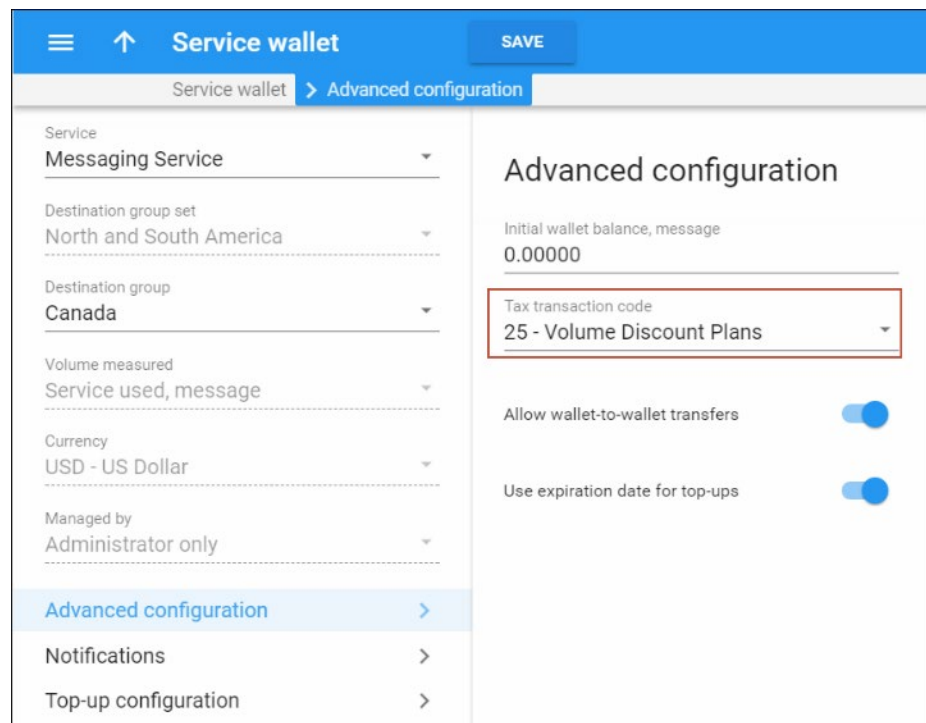 Service wallet
SAVE
Service wallet
Advanced configuration
Service
Messaging Service
Destination group set
North and South America
Destination group
Canada
Volume measured
Service used, message
Currency
USD - US Dollar
Managed by
Administrator only
Advanced configuration
Notifications
Top-up configuration
Advanced configuration
Initial wallet balance, message
0.00000
Tax transaction code
25 - Volume Discount Plans
Allow wallet-to-wallet transfers
Use expiration date for top-ups